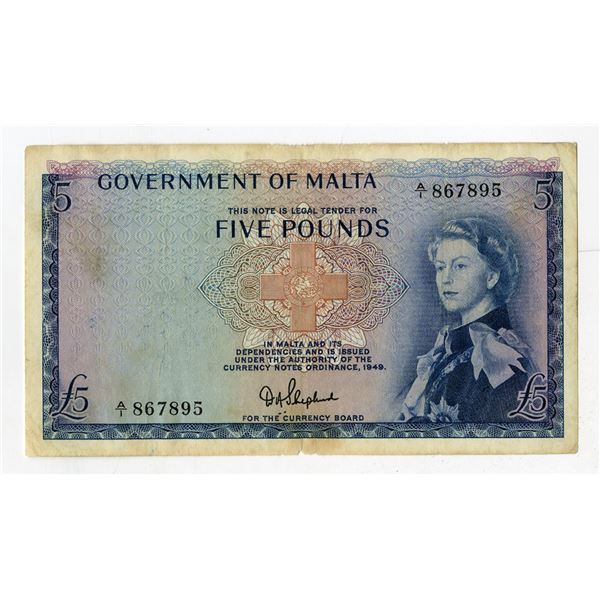 5
GOVERNMENT OF MALTA
A/1 867895
5
THIS NOTE IS LEGAL TENDER FOR
FIVE POUNDS
IN MALTA AND ITS
DEPENDENCIES AND IS ISSUED
UNDER THE AUTHORITY OF THE
CURRENCY NOTES ORDINANCE, 1949.
£5
A/1 867895
D A Shepherd
FOR THE CURRENCY BOARD
£5